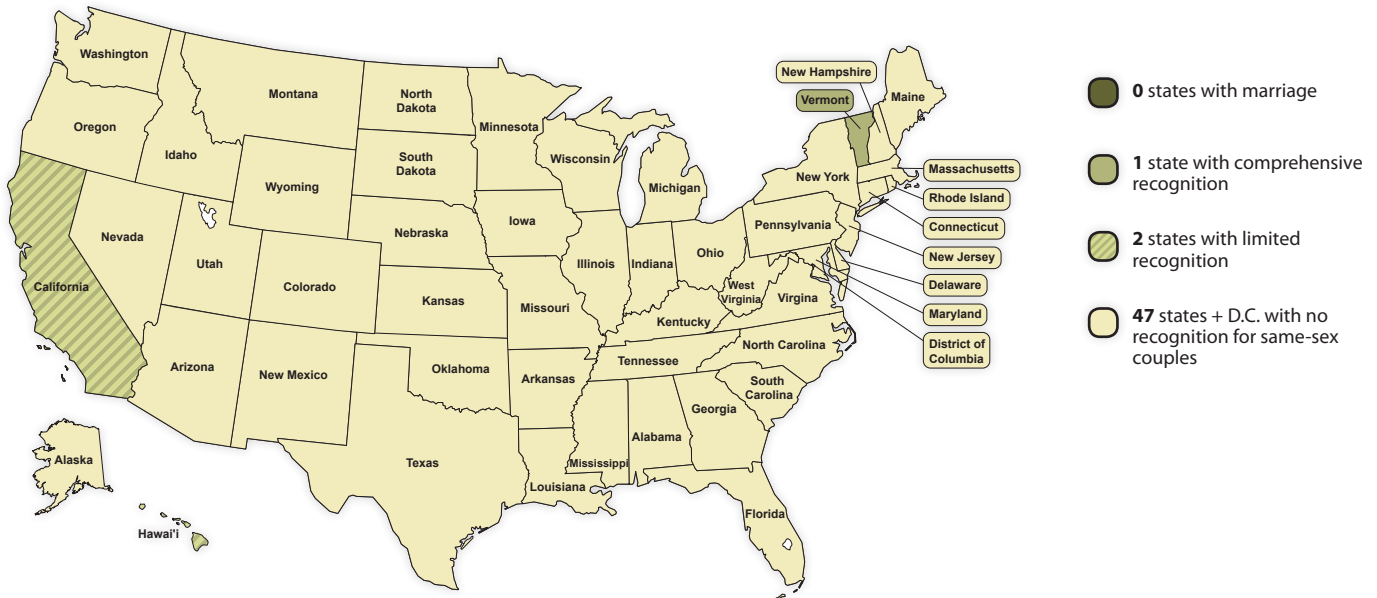 Washington
Oregon
California
Idaho
Nevada
Montana
Wyoming
Utah
Colorado
Arizona
New Mexico
North
Dakota
South
Dakota
Nebraska
Kansas
Oklahoma
Texas
Minnesota
Iowa
Missouri
Arkansas
Louisiana
Wisconsin
Illinois
Michigan
Indiana
Ohio
Kentucky
Tennessee
Mississippi
Alabama
Georgia
Florida
South
Carolina
North Carolina
Virgina
West
Virginia
Pennsylvania
New York
New Hampshire
Vermont
Maine
Massachusetts
Rhode Island
Connecticut
New Jersey
Delaware
Maryland
District of
Columbia
Alaska
Hawai'i
0 states with marriage
1 state with comprehensive
recognition
2 states with limited
recognition
47 states + D.C. with no
recognition for same-sex
couples